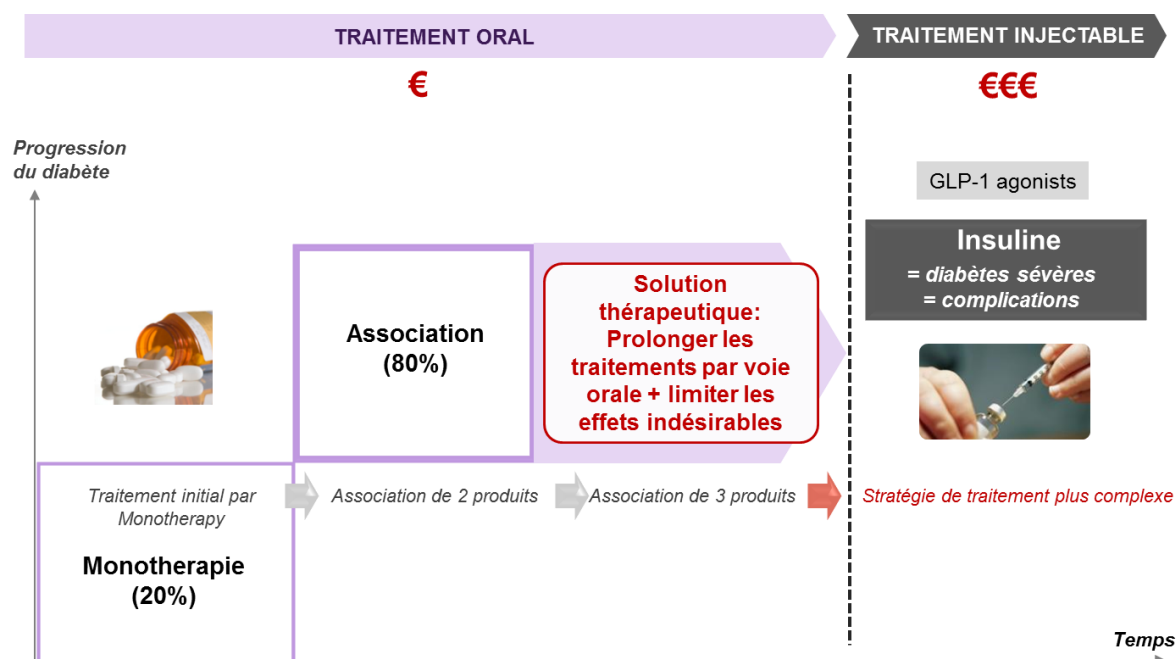 TRAITEMENT ORAL
TRAITEMENT INJECTABLE
€
€€€
Progression
du diabète
GLP-1 agonists
Insuline
= diabètes sévères
= complications
Association
(80%)
Solution
thérapeutique:
Prolonger les
traitements par voie
orale + limiter les
effets indésirables
Traitement initial par
Monotherapy
Association de 2 produits
Association de 3 produits
Stratégie de traitement plus complexe
Monotherapie
(20%)
Temps